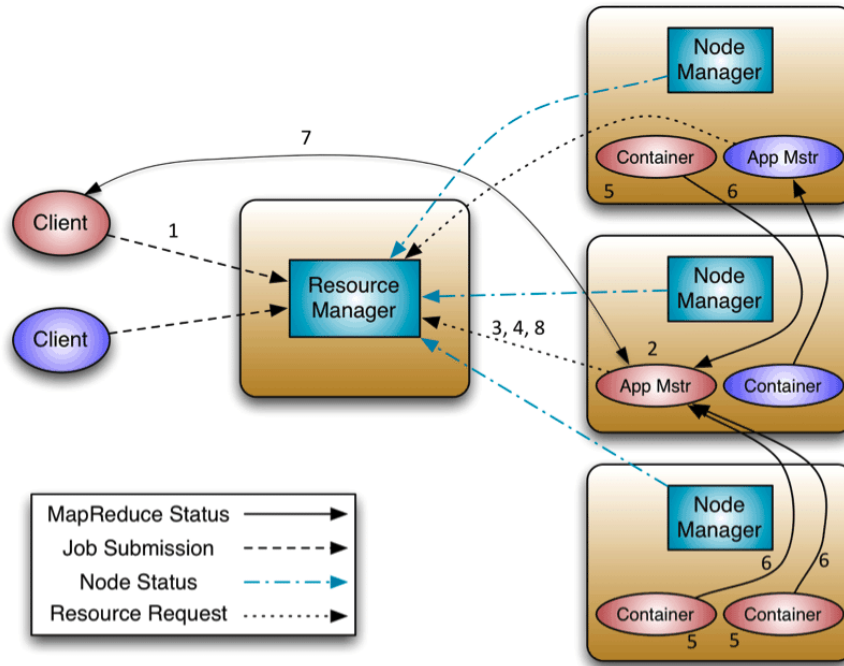 Node
Manager
Container
App Mstr
5
6
7
Client
1
Resource
Manager
Client
3, 4, 8
Node
Manager
2
App Mstr
Container
Node
Manager
6
6
Container
Container
5
5
MapReduce Status
Job Submission
Node Status
Resource Request